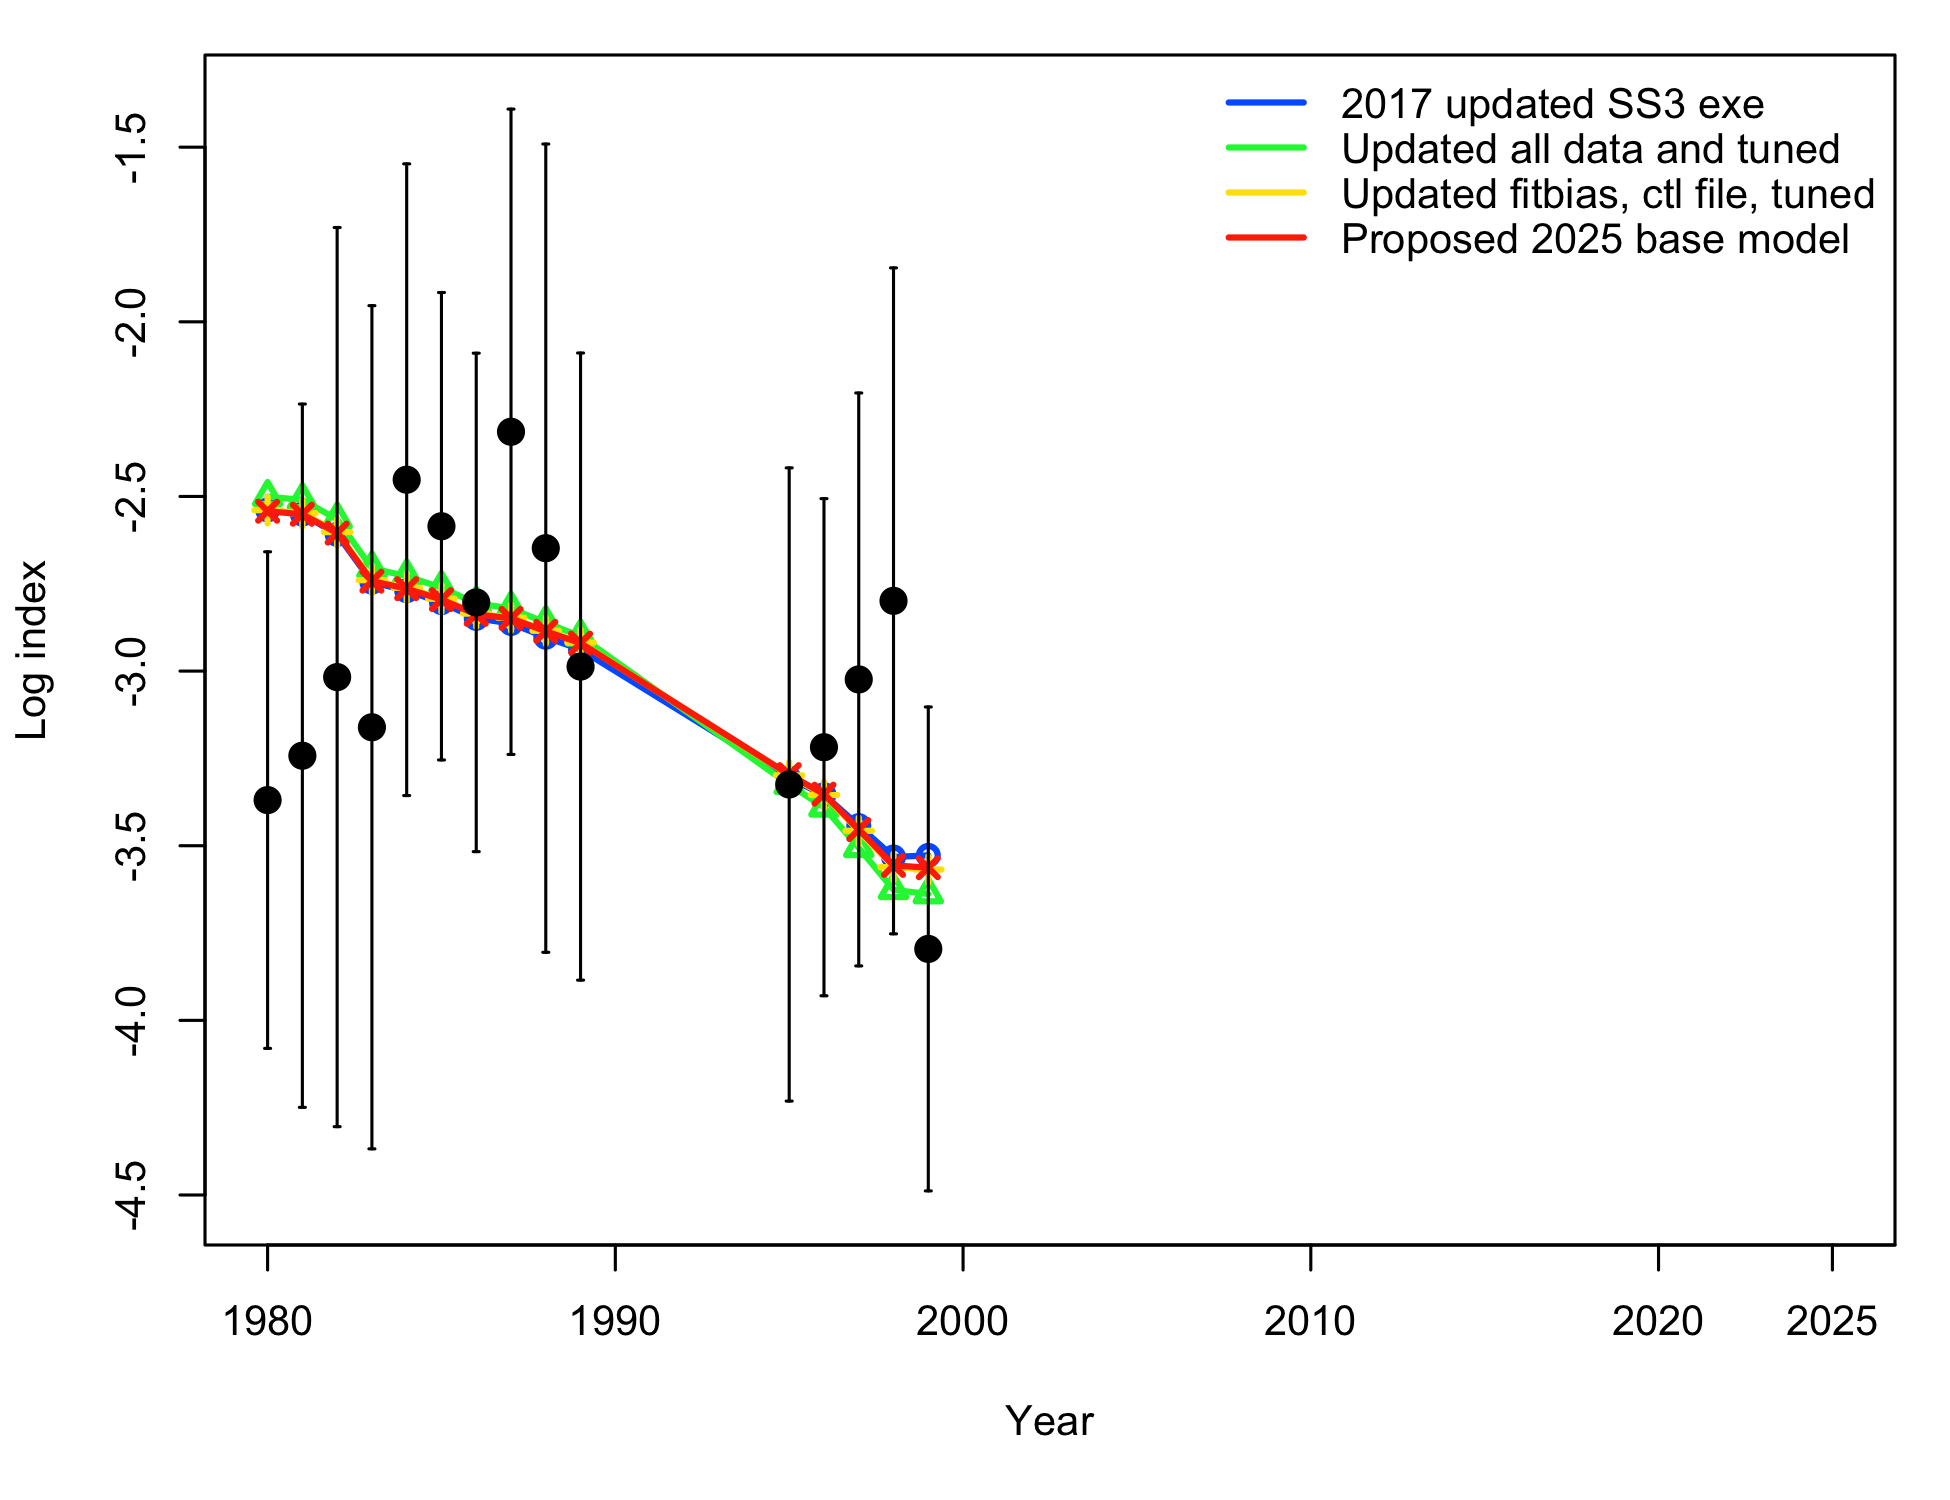 2017 updated SS3 exe
Updated all data and tuned
Updated fitbias, ctl file, tuned
Proposed 2025 base model
Log index
-1.5
-2.0
-2.5
-3.0
-3.5
-4.0
-4.5
1980 1990 2000 2010 2020 2025
Year